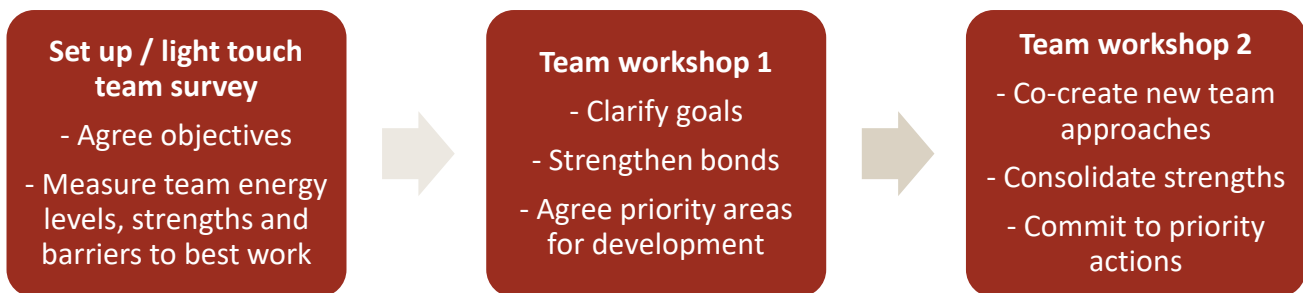 Set up / light touch
team survey
- Agree objectives
- Measure team energy
levels, strengths and
barriers to best work
Team workshop 1
- Clarify goals
- Strengthen bonds
- Agree priority areas
for development
Team workshop 2
- Co-create new team
approaches
- Consolidate strengths
- Commit to priority
actions